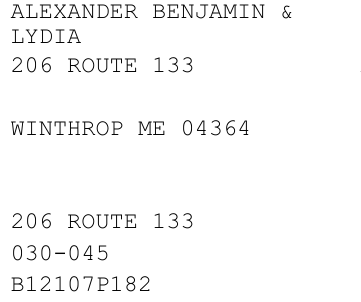 ALEXANDER BENJAMIN &
LYDIA
206 ROUTE 133
WINTHROP ME 04364
206 ROUTE 133
030-045
B12107P182